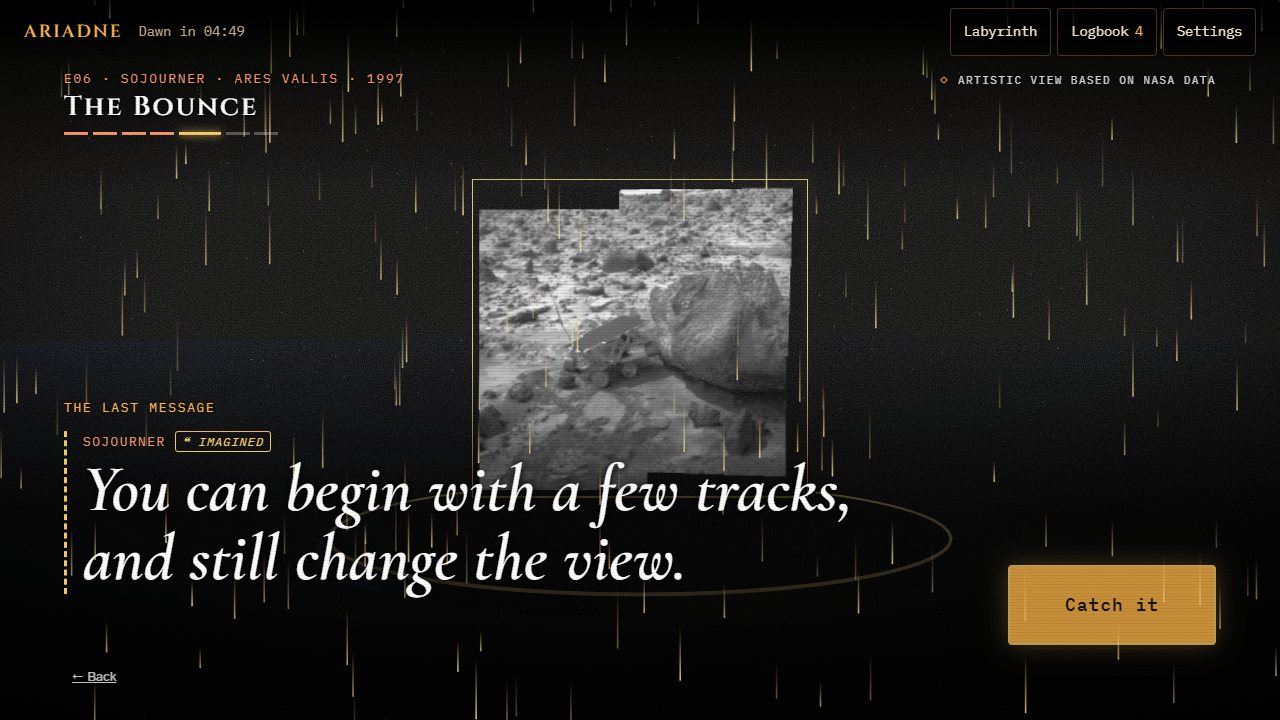 ARIADNE Dawn in 04:49 Labyrinth Logbook 4 Settings
E06 · SOJOURNER · ARES VALLIS · 1997
◇ ARTISTIC VIEW BASED ON NASA DATA
The Bounce
THE LAST MESSAGE
SOJOURNER ❝ IMAGINED
You can begin with a few tracks,
and still change the view.
Catch it
← Back